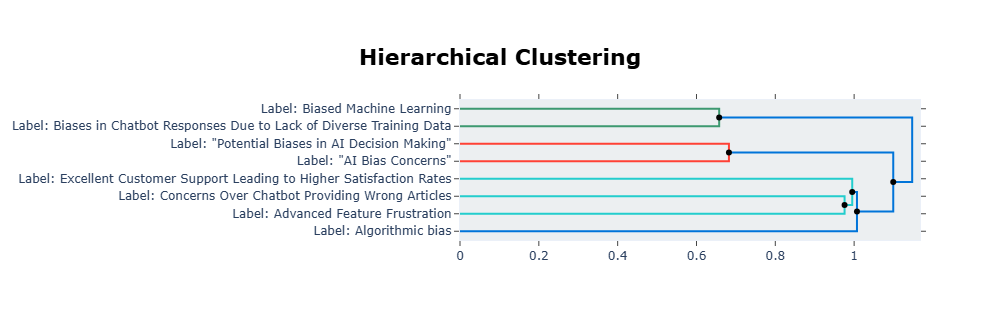 Hierarchical Clustering
Label: Biased Machine Learning
Label: Biases in Chatbot Responses Due to Lack of Diverse Training Data
Label: "Potential Biases in AI Decision Making"
Label: "AI Bias Concerns"
Label: Excellent Customer Support Leading to Higher Satisfaction Rates
Label: Concerns Over Chatbot Providing Wrong Articles
Label: Advanced Feature Frustration
Label: Algorithmic bias
0 0.2 0.4 0.6 0.8 1